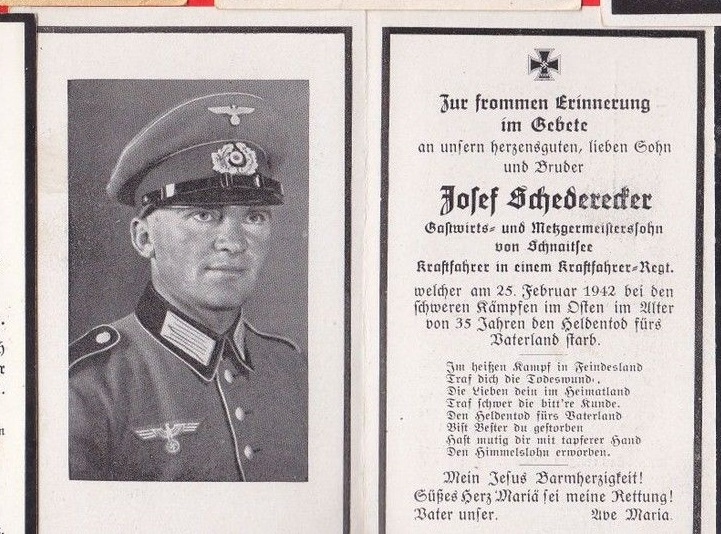 Zur frommen Erinnerung
im Gebete
an unsern herzensguten, lieben Sohn
und Bruder
Josef Schederecker
Gastwirts- und Metzgermeisterssohn
von Schnaitsee
Kraftfahrer in einem Kraftfahrer-Regt.
welcher am 25. Februar 1942 bei den
schweren Kämpfen im Osten im Alter
von 35 Jahren den Heldentod fürs
Vaterland starb.
Im heißen Kampf in Feindesland
Traf dich die Todeswund.,
Die Lieben dein im Heimatland
Traf schwer die bitt're Kunde.
Den Heldentod fürs Vaterland
Bist Bester du gestorben
Hast mutig dir mit tapferer Hand
Den Himmelslohn erworben.
Mein Jesus Barmherzigkeit!
Süßes Herz Mariä sei meine Rettung!
Vater unser. Ave Maria.